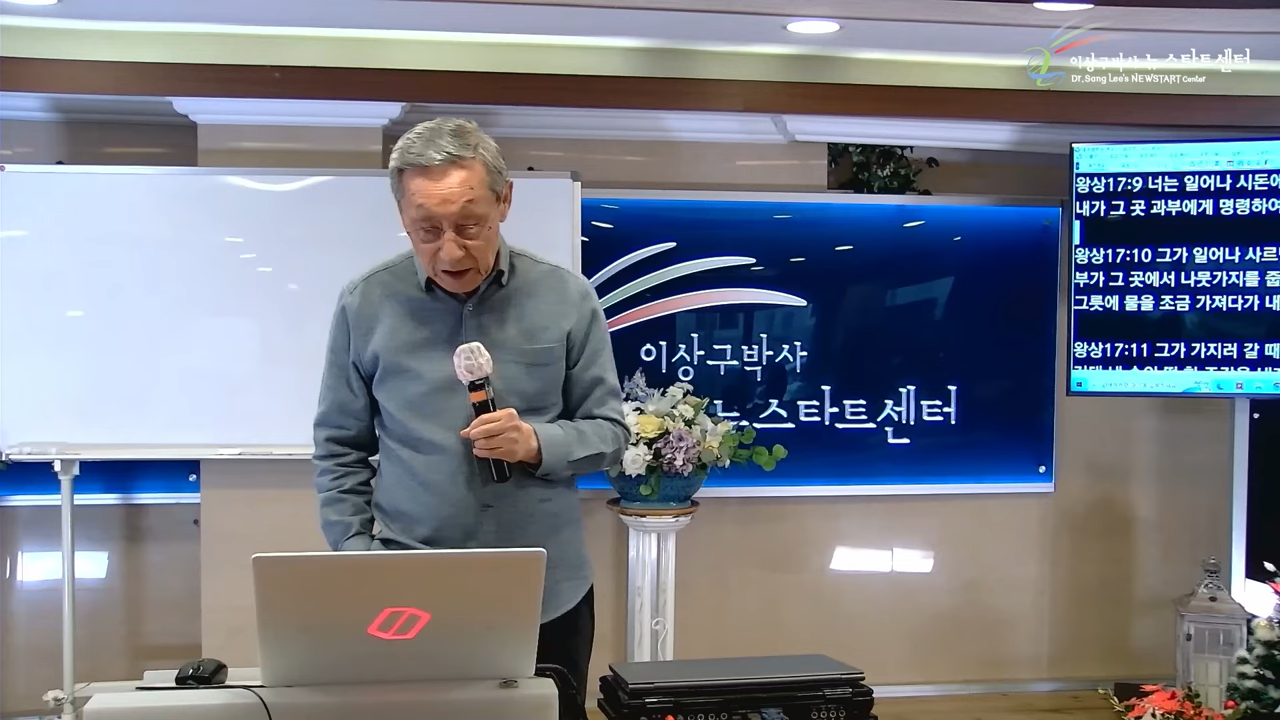 이상구박사 뉴스타트센터
Dr.Sang Lee's NEWSTART Center
이상구박사
뉴스타트센터
왕상17:9 너는 일어나 시돈에
내가 그 곳 과부에게 명령하여
왕상17:10 그가 일어나 사르
부가 그 곳에서 나뭇가지를 줍
그릇에 물을 조금 가져다가 내
왕상17:11 그가 가지러 갈 때